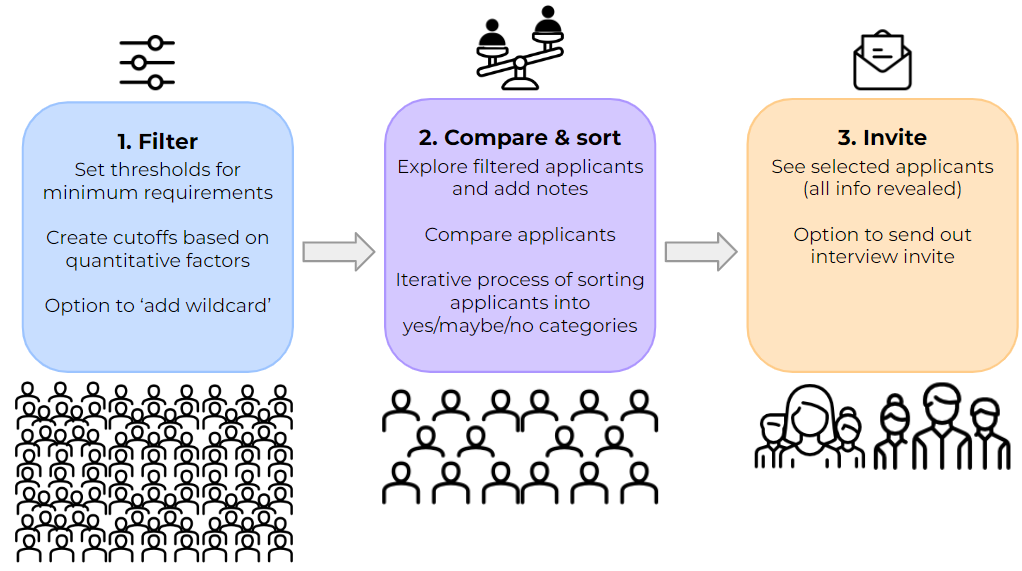 1. Filter
Set thresholds for
minimum requirements
Create cutoffs based on
quantitative factors
Option to ‘add wildcard’
2. Compare & sort
Explore filtered applicants
and add notes
Compare applicants
Iterative process of sorting
applicants into
yes/maybe/no categories
3. Invite
See selected applicants
(all info revealed)
Option to send out
interview invite